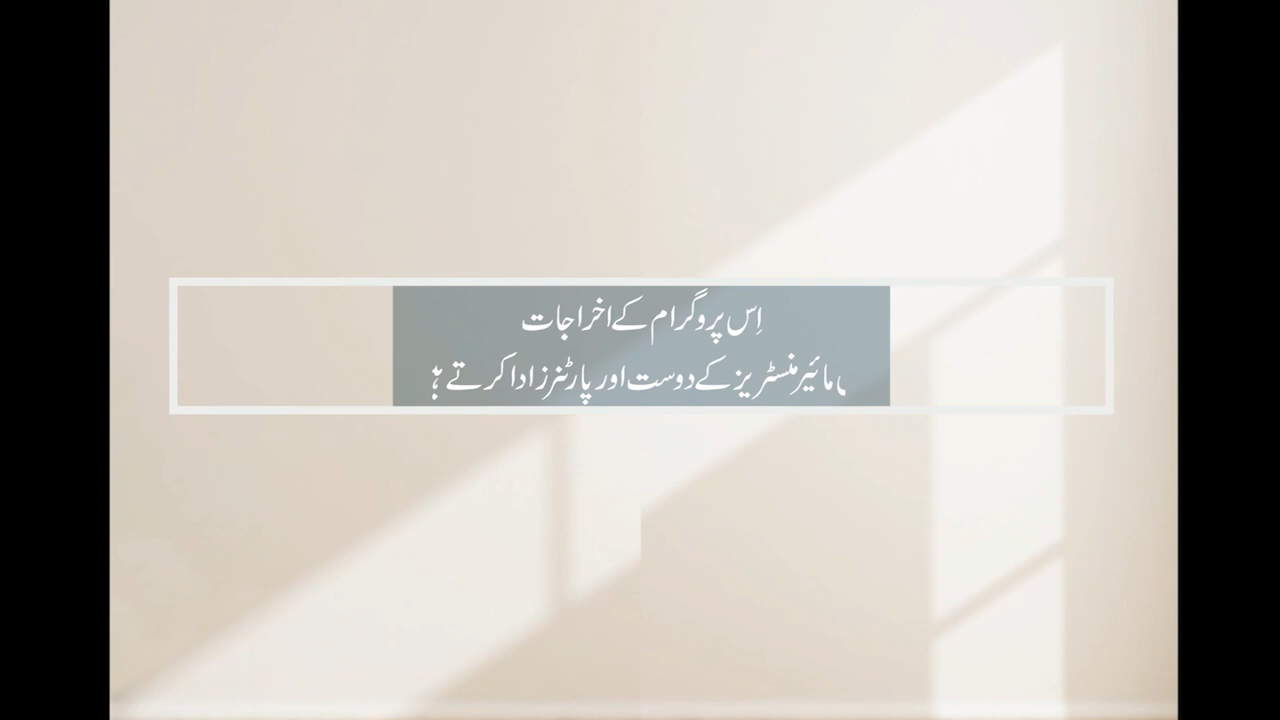 اِس پروگرام کے اخراجات
مائیر منسٹریز کے دوست اور پارٹنرز ادا کرتے